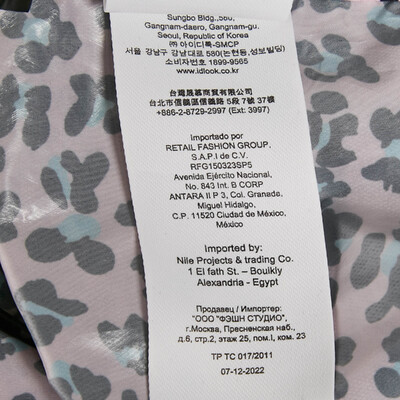 Sungbo Bldg.,580,
Gangnam-daero, Gangnam-gu,
Seoul, Republic of Korea
㈜ 아이디룩-SMCP
서울 강남구 강남대로 580(논현동,성보빌딩)
소비자번호 1899-9565
www.idlook.co.kr
台灣展慕商貿有限公司
台北市信義區信義路 5段 7號 37樓
+886-2-8729-2997 (Ext: 3997)
Importado por
RETAIL FASHION GROUP.
S.A.P.I de C.V.
RFG150323SP5
Avenida Ejército Nacional,
No. 843 Int. B CORP
ANTARA II P 3, Col. Granada,
Miguel Hidalgo,
C.P. 11520 Ciudad de México,
México
Imported by:
Nile Projects & trading Co.
1 El fath St. – Boulkly
Alexandria - Egypt
Продавец / Импортер:
"ООО "ФЭШН СТУДИО",
г.Москва, Пресненская наб.,
д.6, стр.2, этаж 25, пом.I, ком. 23
ТР ТС 017/2011
07-12-2022